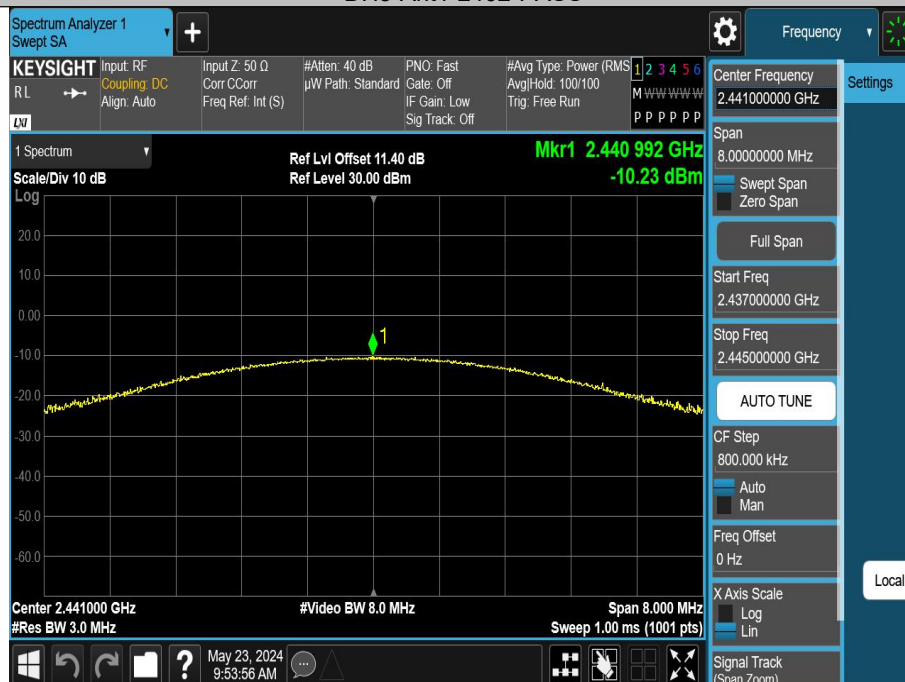 Spectrum Analyzer 1
Swept SA
+
Frequency
KEYSIGHT
RL
LXI
Input: RF
Coupling: DC
Align: Auto
Input Z: 50 Ω
Corr CCorr
Freq Ref: Int (S)
#Atten: 40 dB
µW Path: Standard
PNO: Fast
Gate: Off
IF Gain: Low
Sig Track: Off
#Avg Type: Power (RMS
Avg|Hold: 100/100
Trig: Free Run
1 2 3 4 5 6
M W W W W W
P P P P P P
Center Frequency
2.441000000 GHz
Settings
Span
8.00000000 MHz
Swept Span
Zero Span
Full Span
Start Freq
2.437000000 GHz
Stop Freq
2.445000000 GHz
AUTO TUNE
CF Step
800.000 kHz
Auto
Man
Freq Offset
0 Hz
X Axis Scale
Log
Lin
Local
Signal Track
(Span Zoom)
1 Spectrum
Scale/Div 10 dB
Log
Ref Lvl Offset 11.40 dB
Ref Level 30.00 dBm
Mkr1 2.440 992 GHz
-10.23 dBm
20.0
10.0
0.00
1
-10.0
-20.0
-30.0
-40.0
-50.0
-60.0
Center 2.441000 GHz
#Res BW 3.0 MHz
#Video BW 8.0 MHz
Span 8.000 MHz
Sweep 1.00 ms (1001 pts)
?
May 23, 2024
9:53:56 AM